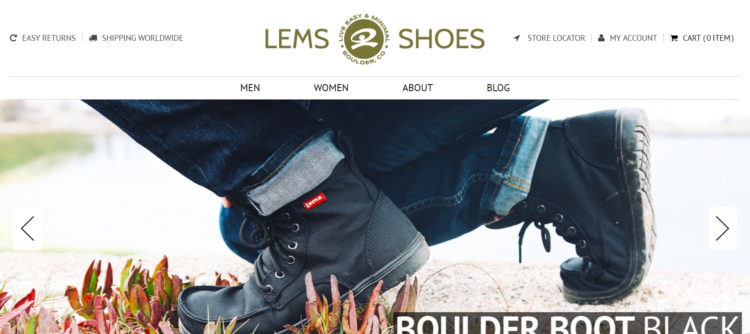 EASY RETURNS
SHIPPING WORLDWIDE
LEMS
LIVE EASY & MINIMAL
BOULDER, CO
SHOES
STORE LOCATOR
MY ACCOUNT
CART ( 0 ITEM )
MEN
WOMEN
ABOUT
BLOG
Lems
BOULDER BOOT BLACK